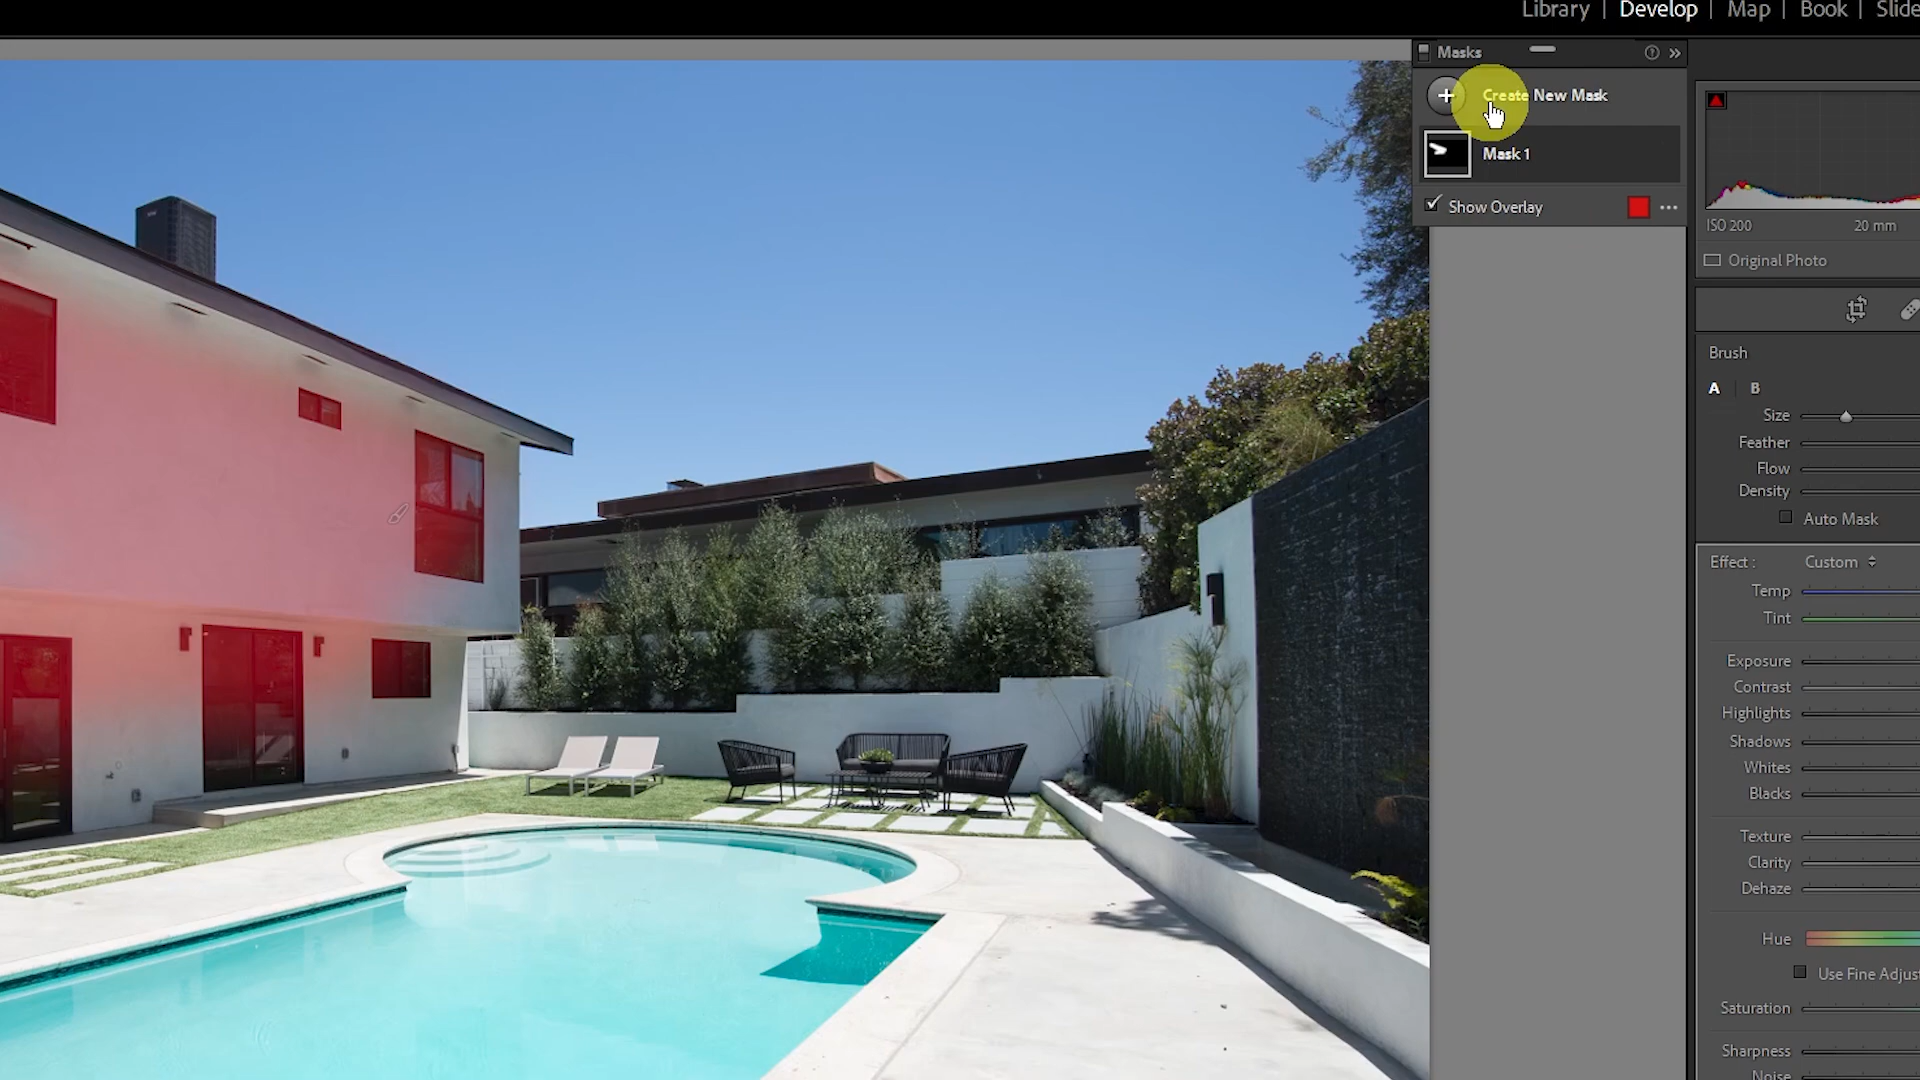 Library | Develop | Map | Book | Slide
Masks
Create New Mask
Mask 1
Show Overlay
ISO 200 20 mm
Original Photo
Brush
A B
Size
Feather
Flow
Density
Auto Mask
Effect : Custom
Temp
Tint
Exposure
Contrast
Highlights
Shadows
Whites
Blacks
Texture
Clarity
Dehaze
Hue
Use Fine Adjust
Saturation
Sharpness
Noise